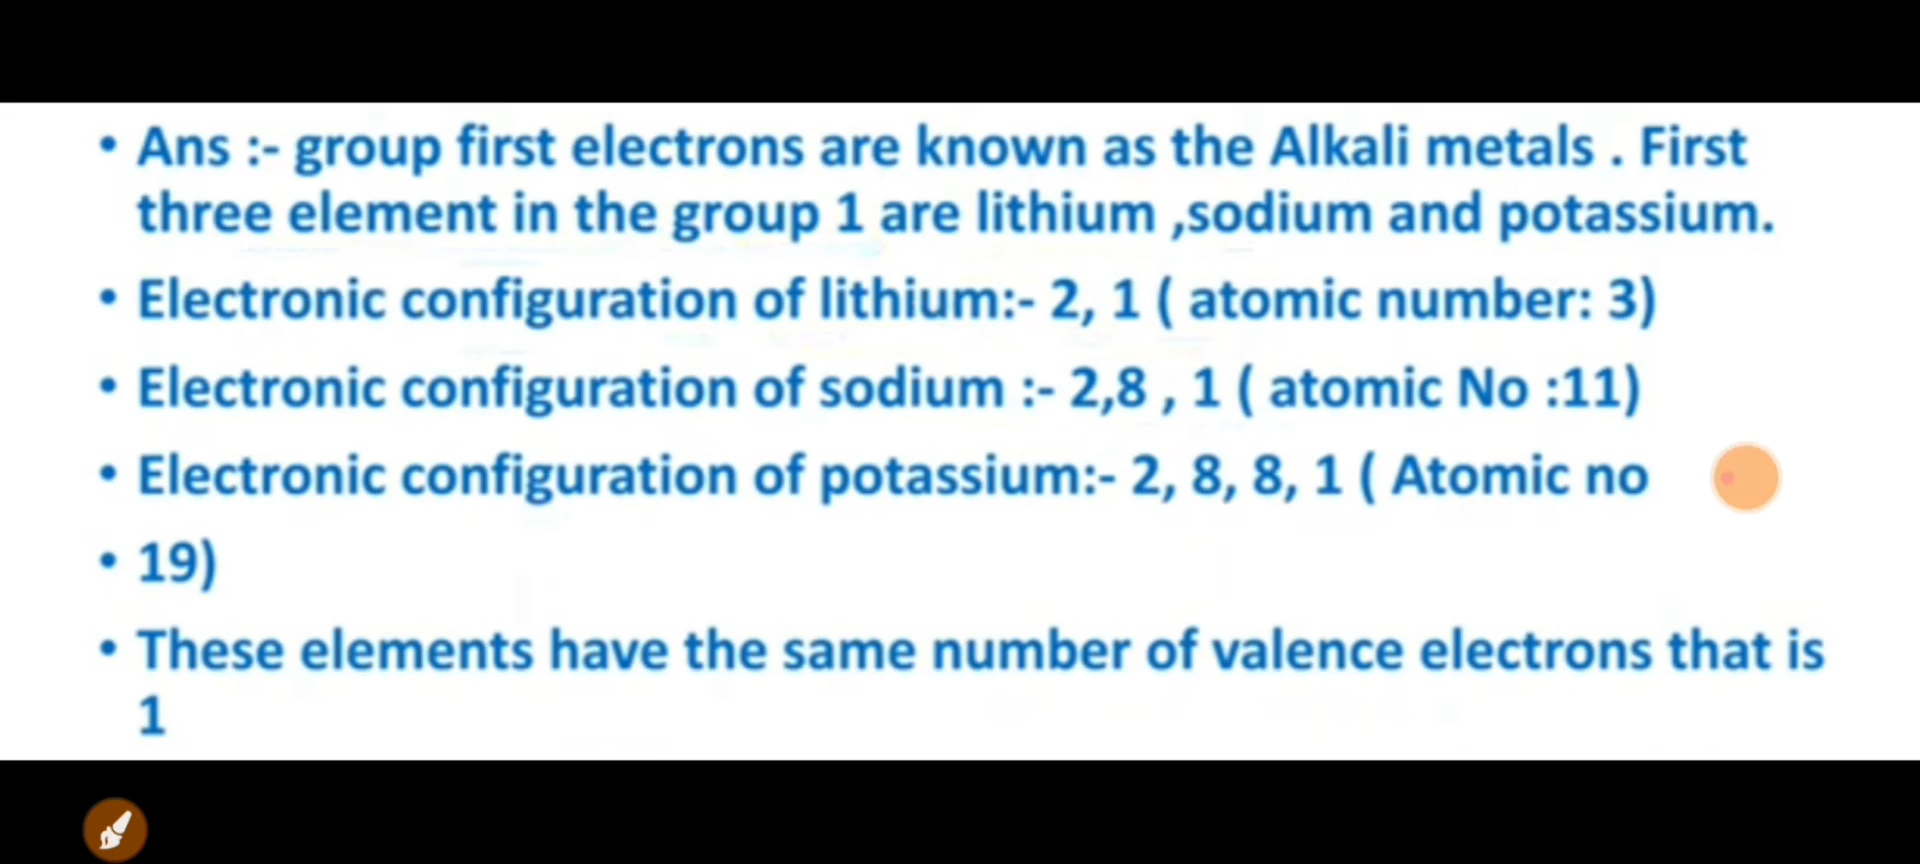 • Ans :- group first electrons are known as the Alkali metals . First
three element in the group 1 are lithium ,sodium and potassium.
• Electronic configuration of lithium:- 2, 1 ( atomic number: 3)
• Electronic configuration of sodium :- 2,8 , 1 ( atomic No :11)
• Electronic configuration of potassium:- 2, 8, 8, 1 ( Atomic no
• 19)
• These elements have the same number of valence electrons that is
1